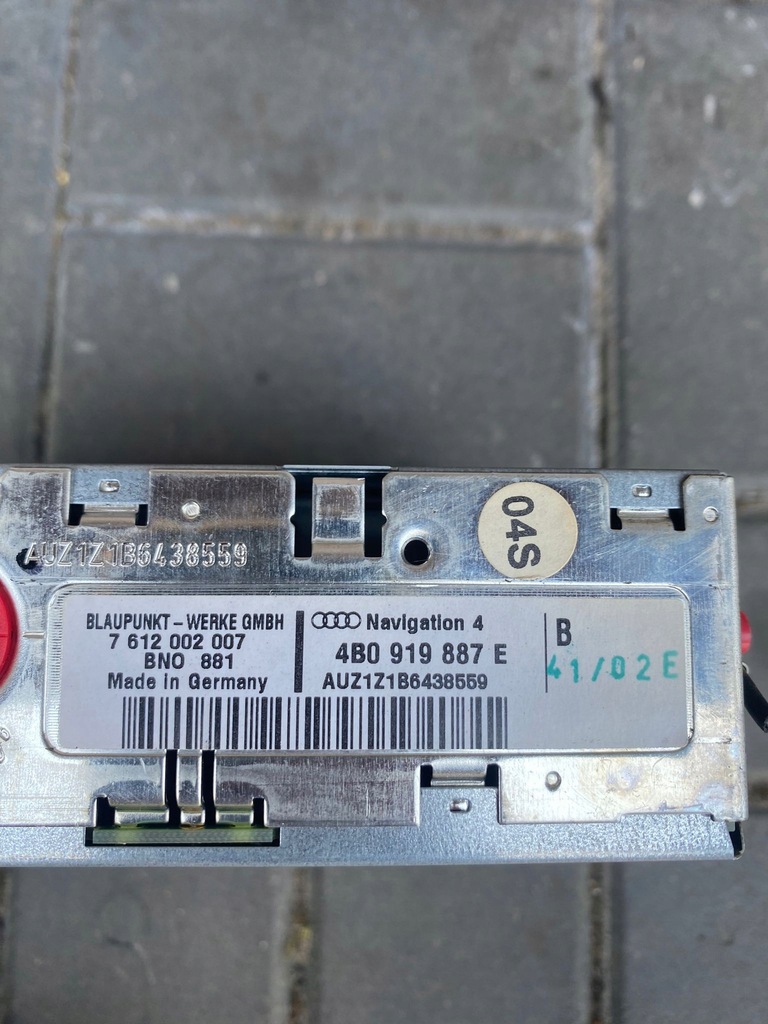 04S
AUZ1Z1B6438559
BLAUPUNKT - WERKE GMBH
7 612 002 007
BNO 881
Made in Germany
Navigation 4
4B0 919 887 E
AUZ1Z1B6438559
B
41/02E